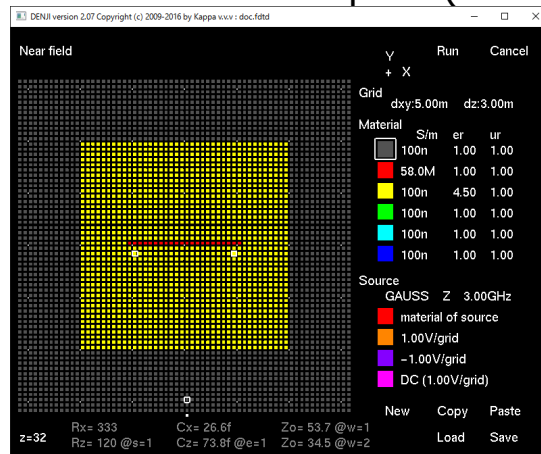 DENJI version 2.07 Copyright (c) 2009-2016 by Kappa v.v.v : doc.fdtd
Near field
Y
+ X
Run Cancel
Grid
dxy:5.00m dz:3.00m
Material
S/m er ur
100n 1.00 1.00
58.0M 1.00 1.00
100n 4.50 1.00
100n 1.00 1.00
100n 1.00 1.00
100n 1.00 1.00
Source
GAUSS Z 3.00GHz
material of source
1.00V/grid
-1.00V/grid
DC (1.00V/grid)
New Copy Paste
Load Save
Rx= 333 Cx= 26.6f Zo= 53.7 @w=1
z=32 Rz= 120 @s=1 Cz= 73.8f @e=1 Zo= 34.5 @w=2